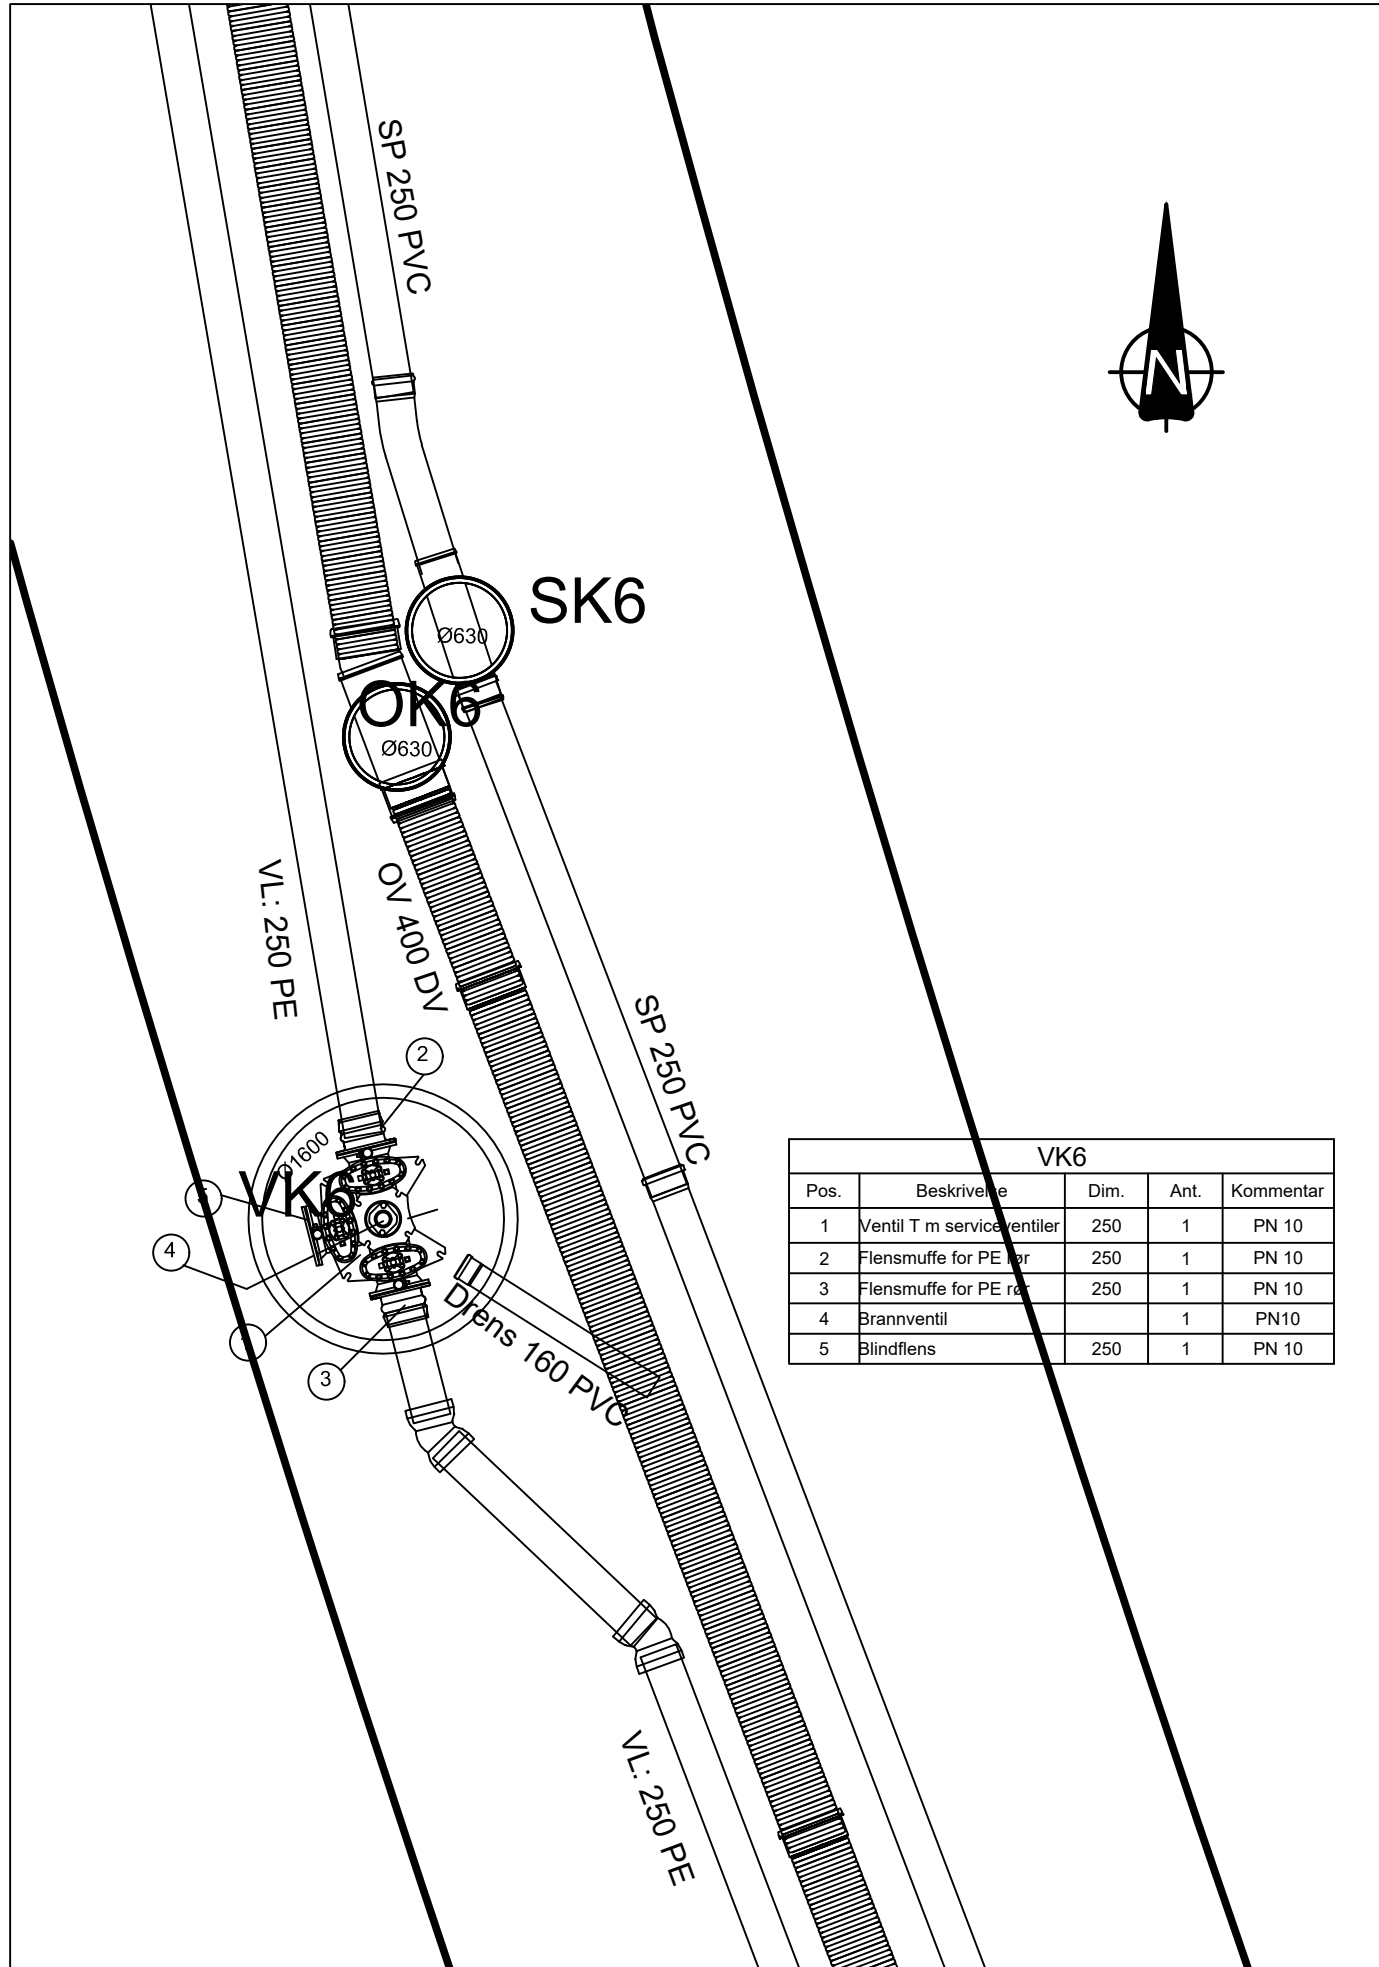 SP 250 PVC
N
SK6
Ø630
OK6
Ø630
VL: 250 PE
OV 400 DV
SP 250 PVC
2
Ø1600
VK6
5
4
1
3
Drens 160 PVC
VL: 250 PE
VK6
Pos. Beskrivelse Dim. Ant. Kommentar
1 Ventil T m serviceventiler 250 1 PN 10
2 Flensmuffe for PE rør 250 1 PN 10
3 Flensmuffe for PE rør 250 1 PN 10
4 Brannventil 1 PN10
5 Blindflens 250 1 PN 10